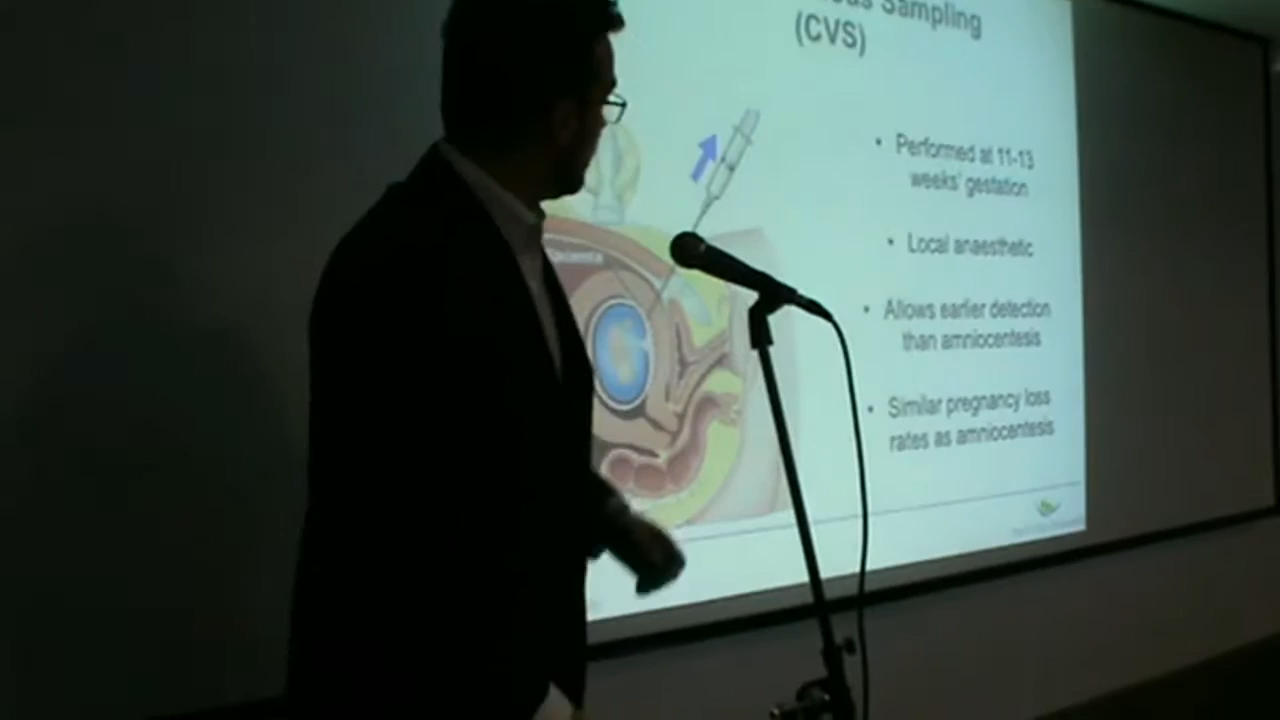 Sampling
(CVS)
• Performed at 11-13
weeks' gestation
• Local anaesthetic
• Allows earlier detection
than amniocentesis
• Similar pregnancy loss
rates as amniocentesis